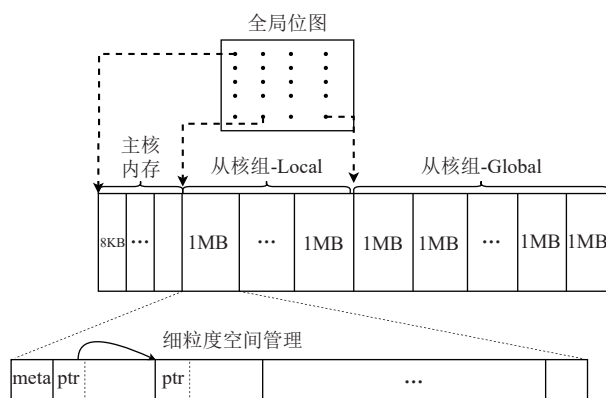 全局位图
主核
内存
从核组-Local
从核组-Global
8KB
...
1MB
...
1MB
1MB
1MB
...
1MB
1MB
细粒度空间管理
meta
ptr
ptr
...